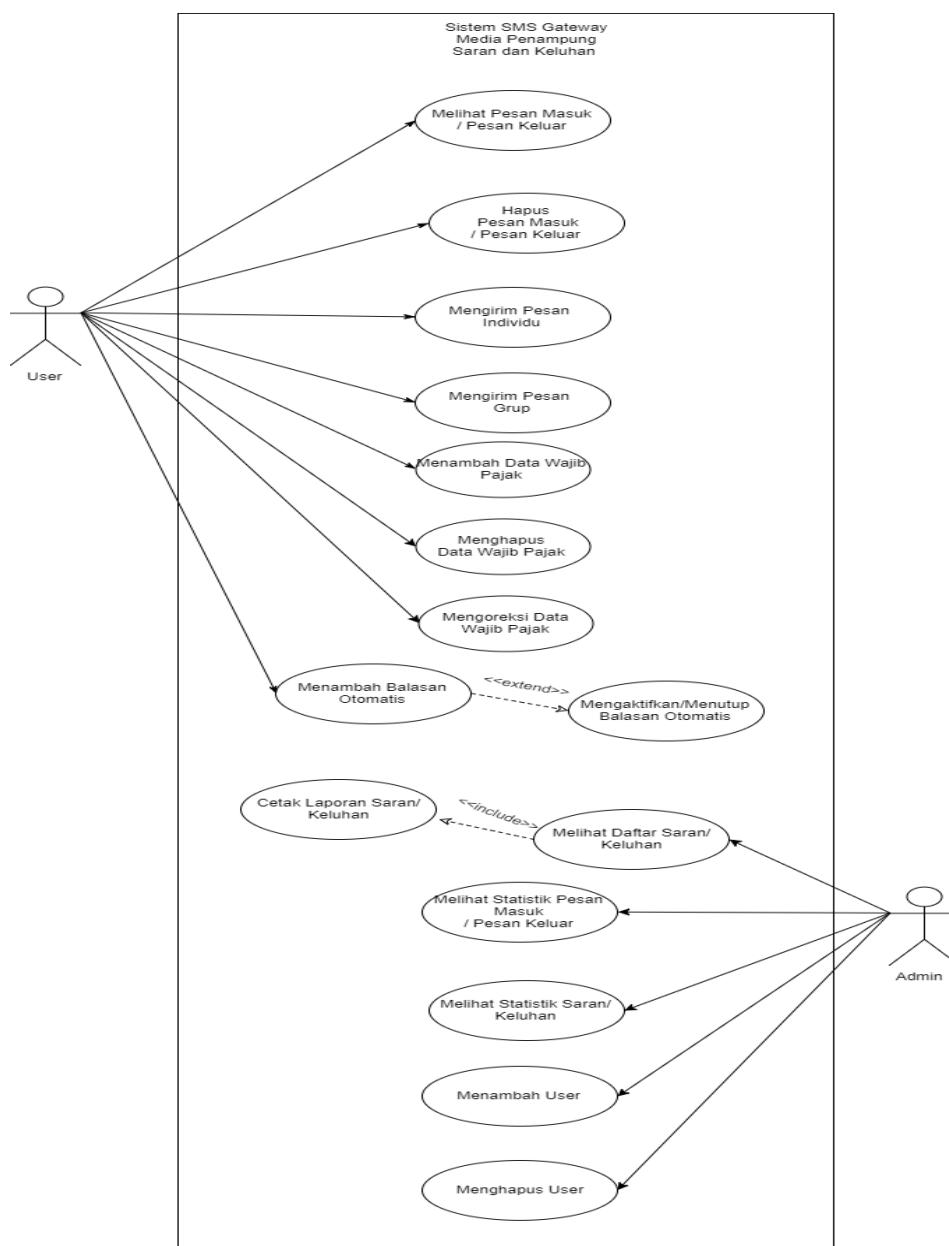 Sistem SMS Gateway
Media Penampung
Saran dan Keluhan
Melihat Pesan Masuk
/ Pesan Keluar
Hapus
Pesan Masuk
/ Pesan Keluar
Mengirim Pesan
Individu
User
Mengirim Pesan
Grup
Menambah Data Wajib
Pajak
Menghapus
Data Wajib Pajak
Mengoreksi Data
Wajib Pajak
Menambah Balasan
Otomatis
<<extend>>
Mengaktifkan/Menutup
Balasan Otomatis
Cetak Laporan Saran/
Keluhan
<<include>>
Melihat Daftar Saran/
Keluhan
Melihat Statistik Pesan
Masuk
/ Pesan Keluar
Admin
Melihat Statistik Saran/
Keluhan
Menambah User
Menghapus User